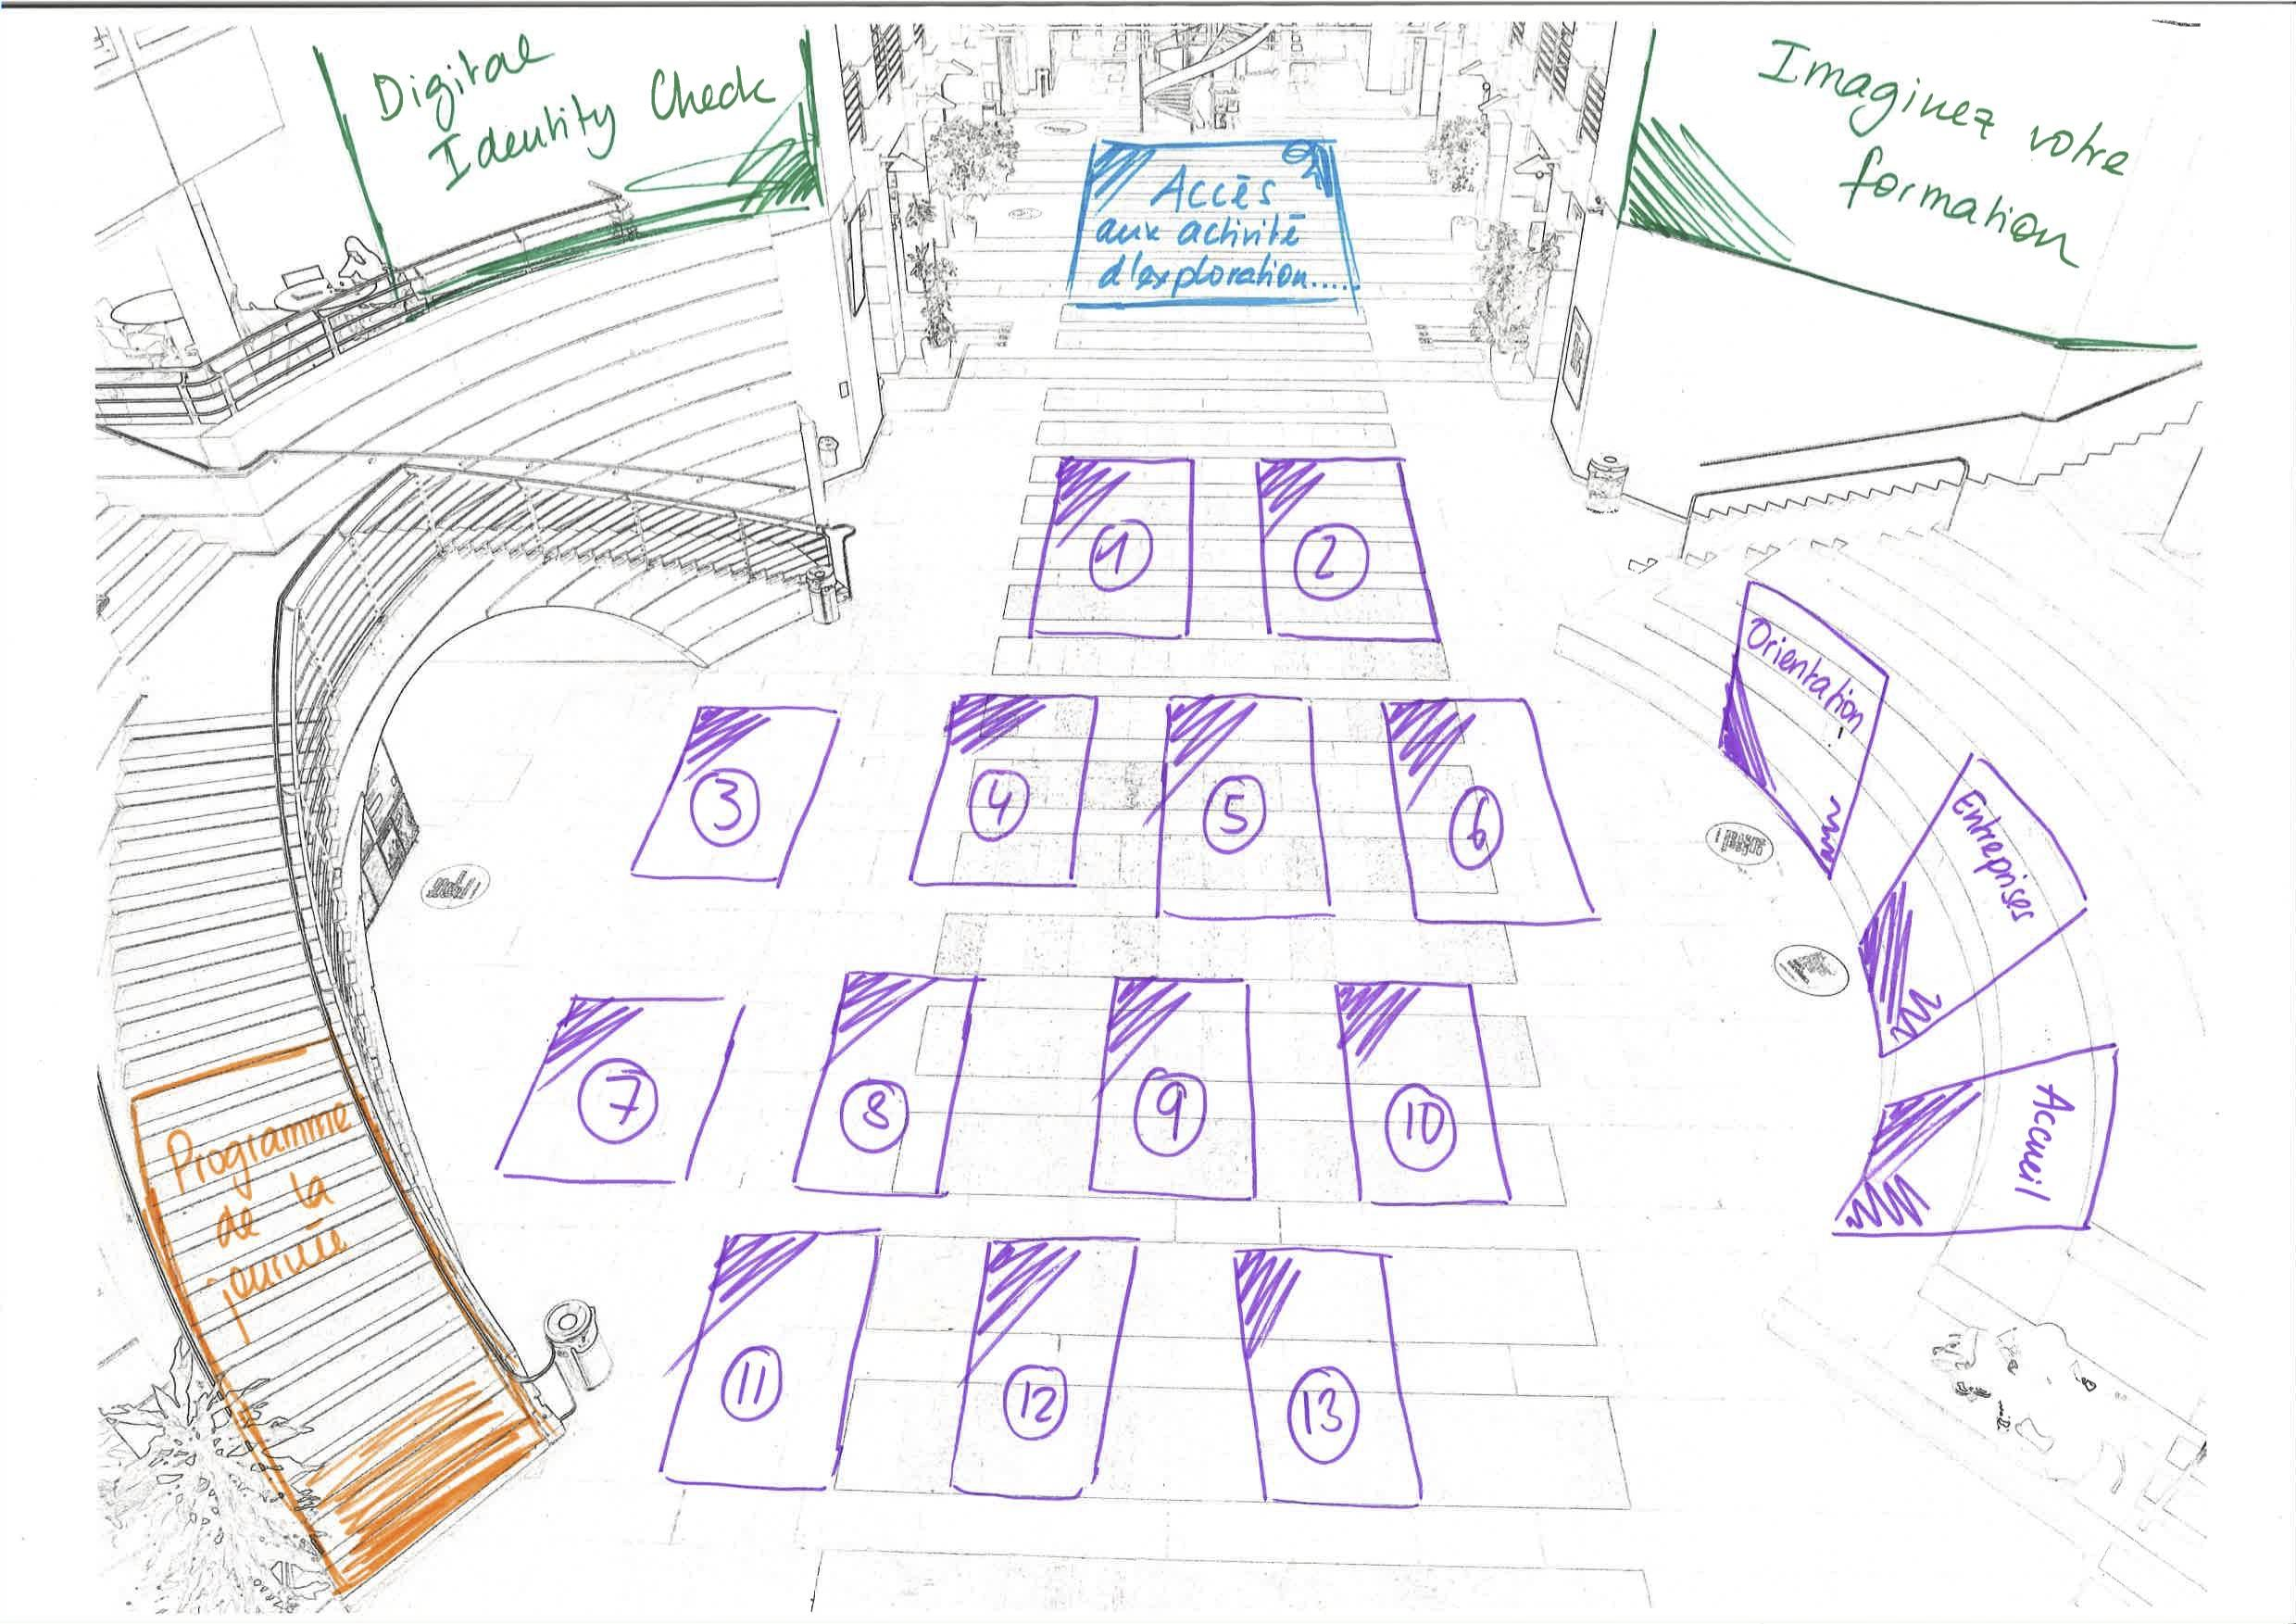 Digital
Identity Check
Imaginez votre
formation
Accès
aux activité
d'exploration.....
1
2
Orientation
3
4
5
6
Entreprises
7
8
9
10
Accueil
Programme
de la
journée
11
12
13